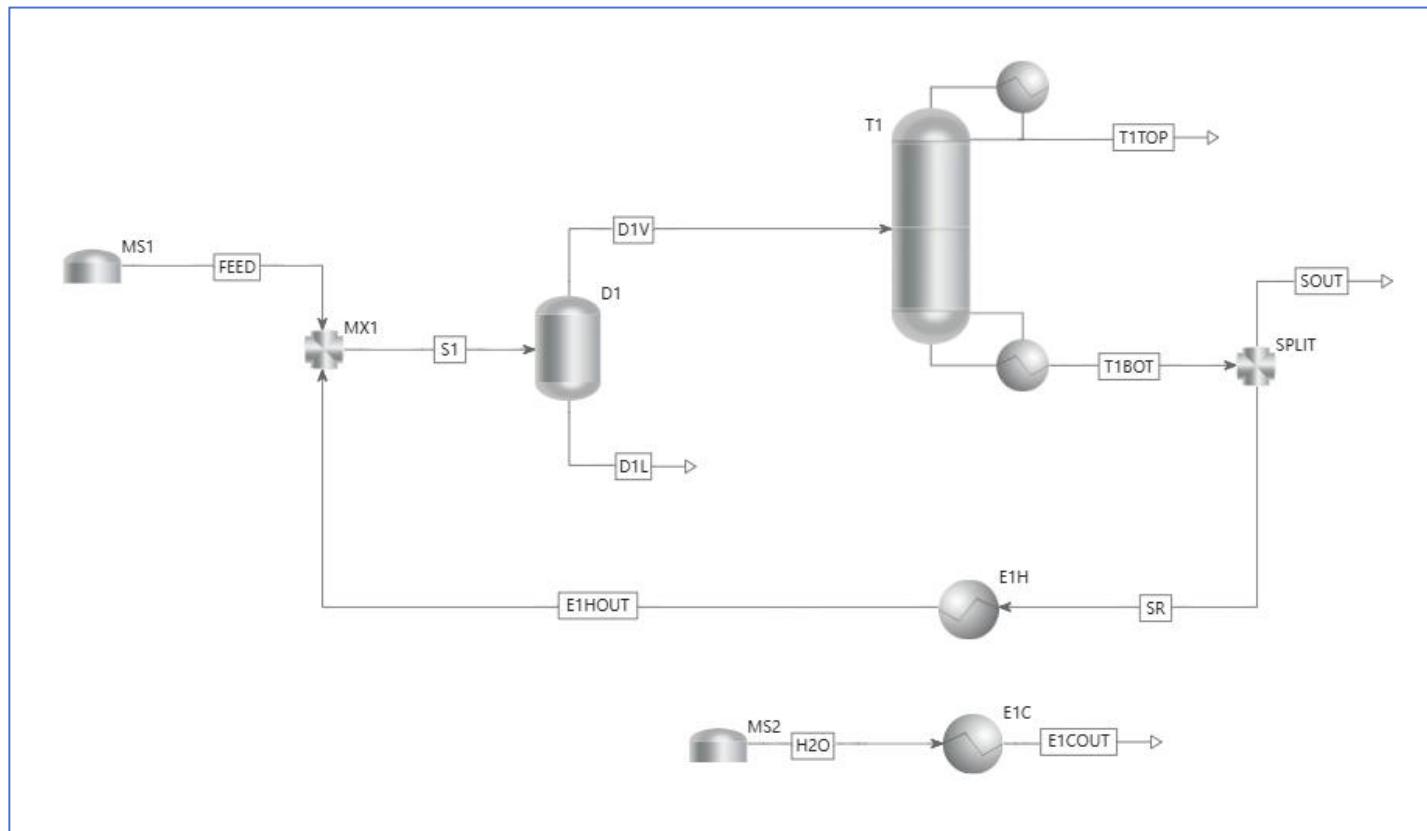 T1
T1TOP
D1V
MS1
FEED
SOUT
D1
MX1
S1
SPLIT
T1BOT
D1L
E1H
E1HOUT
SR
E1C
MS2
H2O
E1COUT